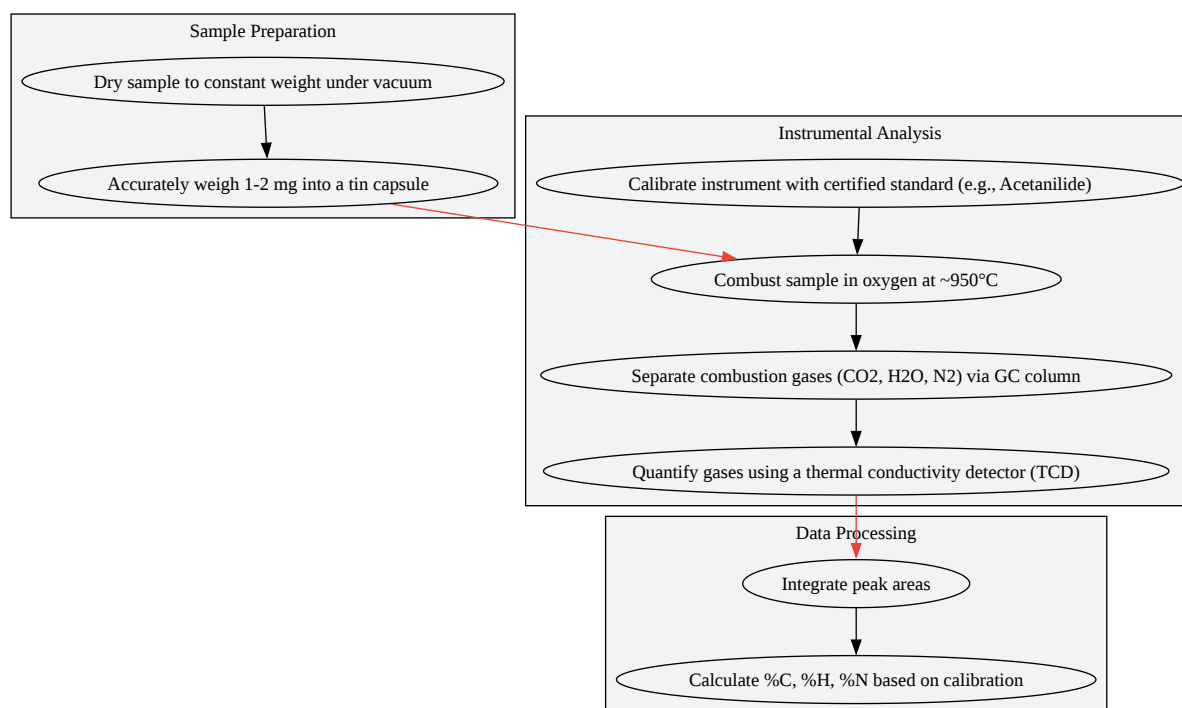 Sample Preparation
Dry sample to constant weight under vacuum
Accurately weigh 1-2 mg into a tin capsule
Instrumental Analysis
Calibrate instrument with certified standard (e.g., Acetanilide)
Combust sample in oxygen at ~950°C
Separate combustion gases (CO2, H2O, N2) via GC column
Quantify gases using a thermal conductivity detector (TCD)
Data Processing
Integrate peak areas
Calculate %C, %H, %N based on calibration